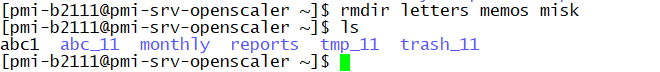 [pmi-b2111@pmi-srv-openscaler ~]$ rmdir letters memos misk
[pmi-b2111@pmi-srv-openscaler ~]$ ls
abc1  abc_11  monthly  reports  tmp_11  trash_11
[pmi-b2111@pmi-srv-openscaler ~]$